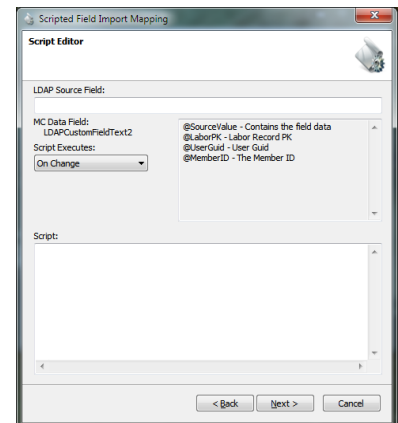 Scripted Field Import Mapping
Script Editor
LDAP Source Field:
MC Data Field:
LDAPCustomFieldText2
Script Executes:
On Change
@SourceValue - Contains the field data
@LaborPK - Labor Record PK
@UserGuid - User Guid
@MemberID - The Member ID
Script:
< Back
Next >
Cancel